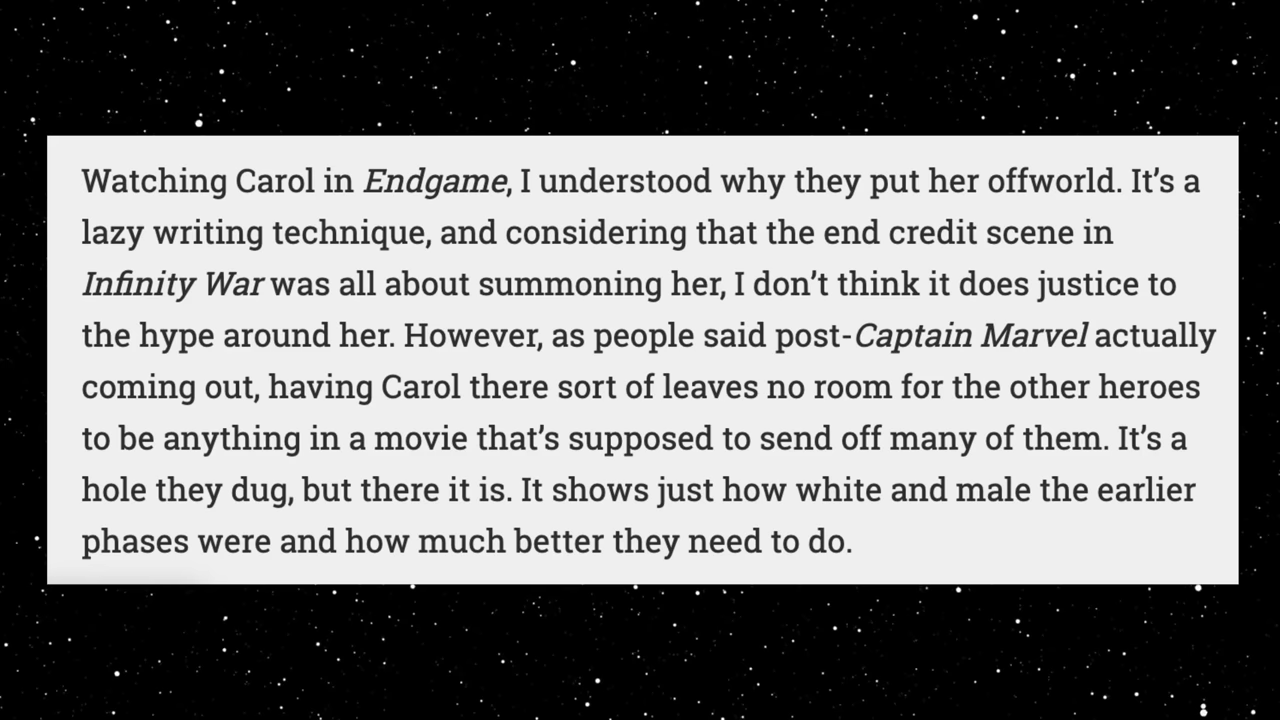 Watching Carol in Endgame, I understood why they put her offworld. It’s a
lazy writing technique, and considering that the end credit scene in
Infinity War was all about summoning her, I don’t think it does justice to
the hype around her. However, as people said post-Captain Marvel actually
coming out, having Carol there sort of leaves no room for the other heroes
to be anything in a movie that’s supposed to send off many of them. It’s a
hole they dug, but there it is. It shows just how white and male the earlier
phases were and how much better they need to do.